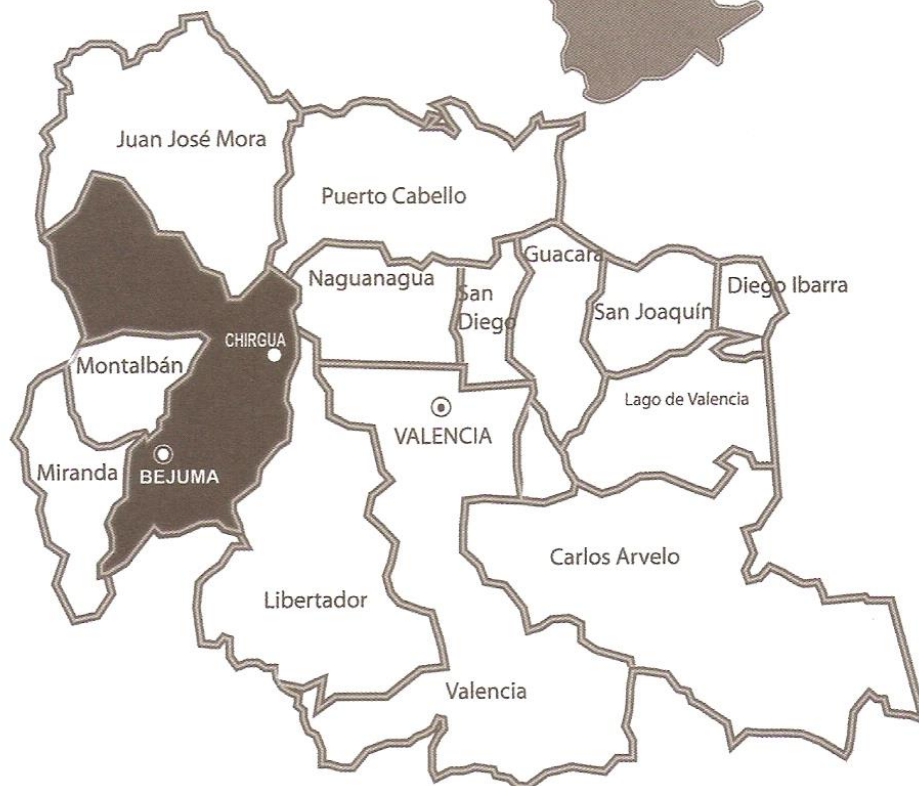 Juan José Mora
Puerto Cabello
Guacara
Naguanagua
San
Diego
San Joaquín
Diego Ibarra
CHIRGUA
Montalbán
Lago de Valencia
VALENCIA
Miranda
BEJUMA
Carlos Arvelo
Libertador
Valencia